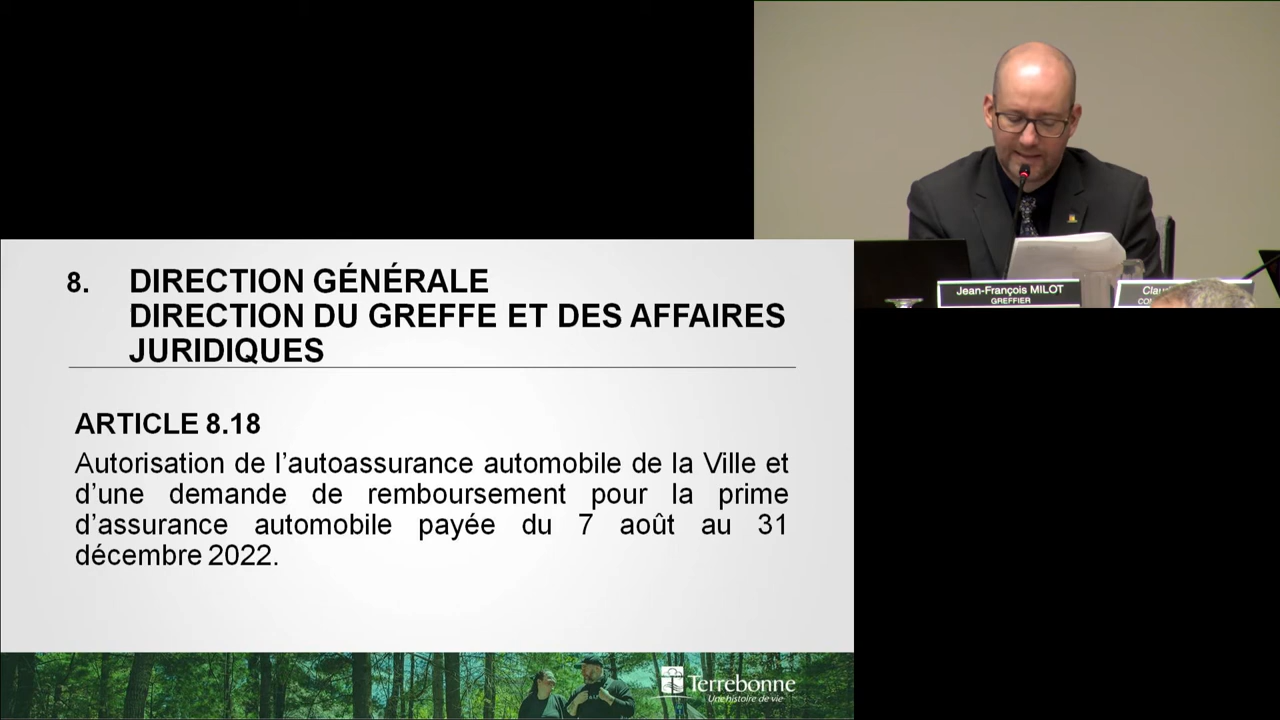 Jean-François MILOT
GREFFIER
8. DIRECTION GÉNÉRALE
DIRECTION DU GREFFE ET DES AFFAIRES
JURIDIQUES
ARTICLE 8.18
Autorisation de l’autoassurance automobile de la Ville et
d’une demande de remboursement pour la prime
d’assurance automobile payée du 7 août au 31
décembre 2022.
Terrebonne
Une histoire de vie